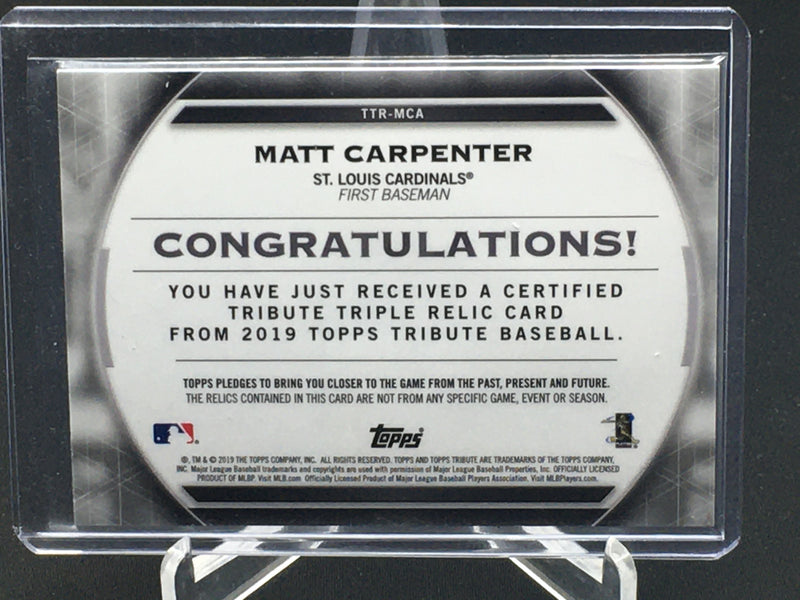 TTR-MCA
MATT CARPENTER
ST. LOUIS CARDINALS®
FIRST BASEMAN
CONGRATULATIONS!
YOU HAVE JUST RECEIVED A CERTIFIED
TRIBUTE TRIPLE RELIC CARD
FROM 2019 TOPPS TRIBUTE BASEBALL.
TOPPS PLEDGES TO BRING YOU CLOSER TO THE GAME FROM THE PAST, PRESENT AND FUTURE.
THE RELICS CONTAINED IN THIS CARD ARE NOT FROM ANY SPECIFIC GAME, EVENT OR SEASON.
Topps
®, TM & © 2019 THE TOPPS COMPANY, INC. ALL RIGHTS RESERVED. TOPPS AND TOPPS TRIBUTE ARE TRADEMARKS OF THE TOPPS COMPANY,
INC. Major League Baseball trademarks and copyrights are used with permission of Major League Baseball Properties, Inc. OFFICIALLY LICENSED
PRODUCT OF MLBP. Visit MLB.com Officially Licensed Product of Major League Baseball Players Association. Visit MLBPlayers.com.